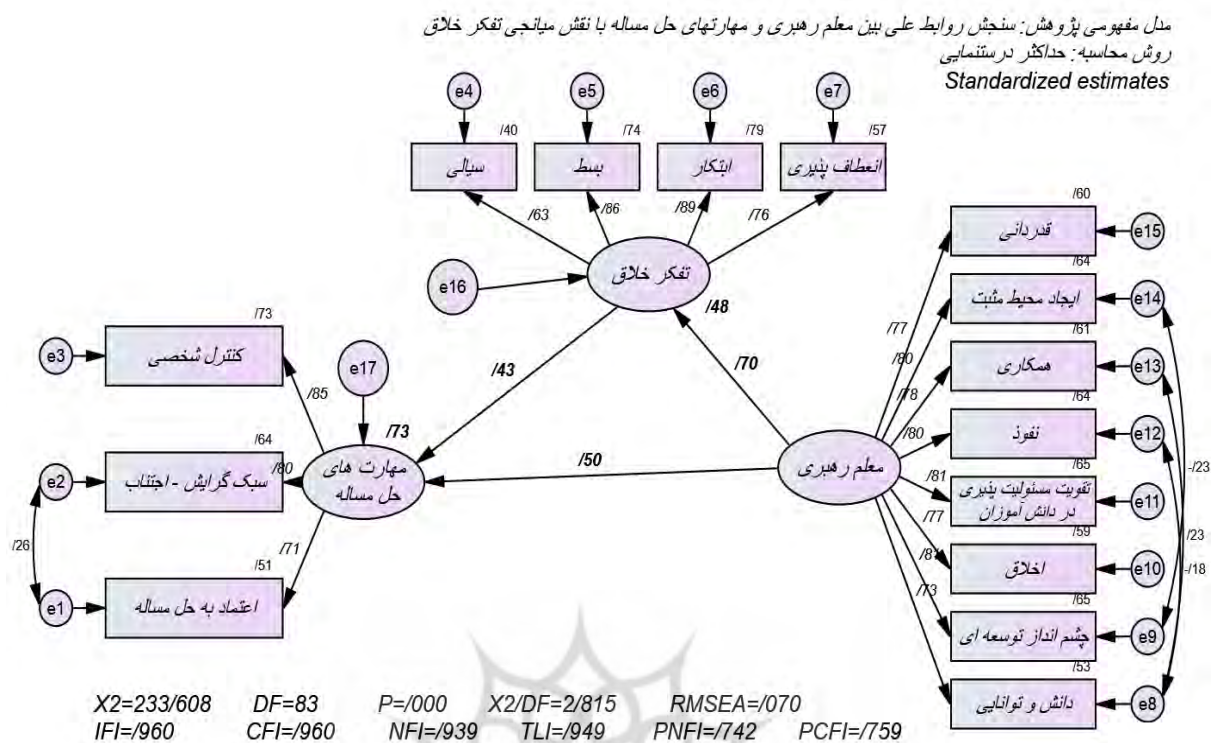 مدل مفهومی پژوهش: سنجش روابط علی بین معلم رهبری و مهارتهای حل مساله با نقش میانجی تفکر خلاق
روش محاسبه: حداکثر درستنمایی
Standardized estimates
e4
e5
e6
e7
/40
/74
/79
/57
سیالی
بسط
ابتکار
انعطاف پذیری
/63
/86
/89
/76
e16
تفکر خلاق
/48
/60
قدردانی
e15
/64
ایجاد محیط مثبت
e14
/61
همکاری
e13
/64
نفوذ
e12
/65
تقویت مسئولیت پذیری
در دانش آموزان
e11
/59
اخلاق
e10
/65
چشم انداز توسعه ای
e9
/53
دانش و توانایی
e8
/77
/80
/78
/80
/81
/77
/81
/73
-/23
/23
-/18
معلم رهبری
/70
/43
/50
e17
/73
مهارت های
حل مساله
/73
کنترل شخصی
e3
/85
/64
سبک گرایش - اجتناب
e2
/80
/51
اعتماد به حل مساله
e1
/71
/26
X2=233/608 DF=83 P=/000 X2/DF=2/815 RMSEA=/070
IFI=/960 CFI=/960 NFI=/939 TLI=/949 PNFI=/742 PCFI=/759